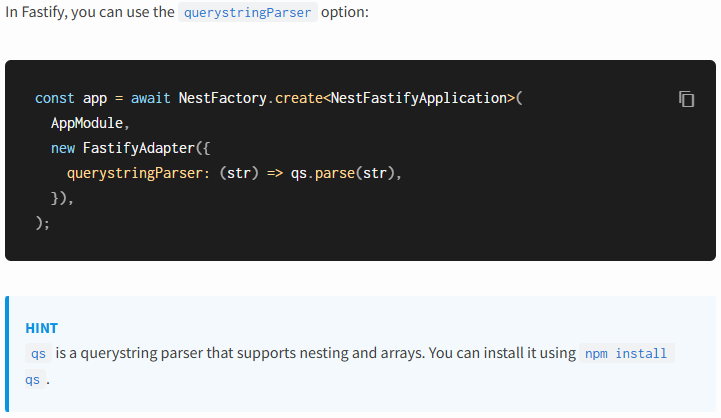 In Fastify, you can use the querystringParser option:
const app = await NestFactory.create<NestFastifyApplication>(
  AppModule,
  new FastifyAdapter({
    querystringParser: (str) => qs.parse(str),
  }),
);
HINT
qs is a querystring parser that supports nesting and arrays. You can install it using npm install
qs.